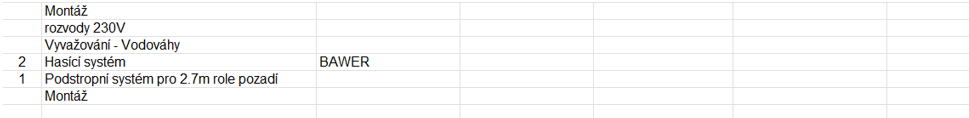 Montáž
rozvody 230V
Vyvažování - Vodováhy
2 Hasící systém BAWER
1 Podstropní systém pro 2.7m role pozadí
Montáž